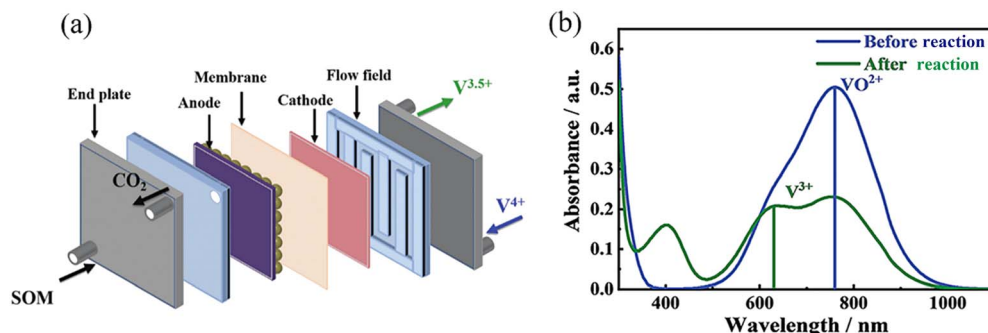 (a)
End plate
Anode
Membrane
Cathode
Flow field
V³·⁵⁺
CO₂
V⁴⁺
SOM
(b)
Before reaction
After reaction
VO²⁺
V³⁺
Absorbance / a.u.
0.6
0.5
0.4
0.3
0.2
0.1
0.0
400
600
800
1000
Wavelength / nm